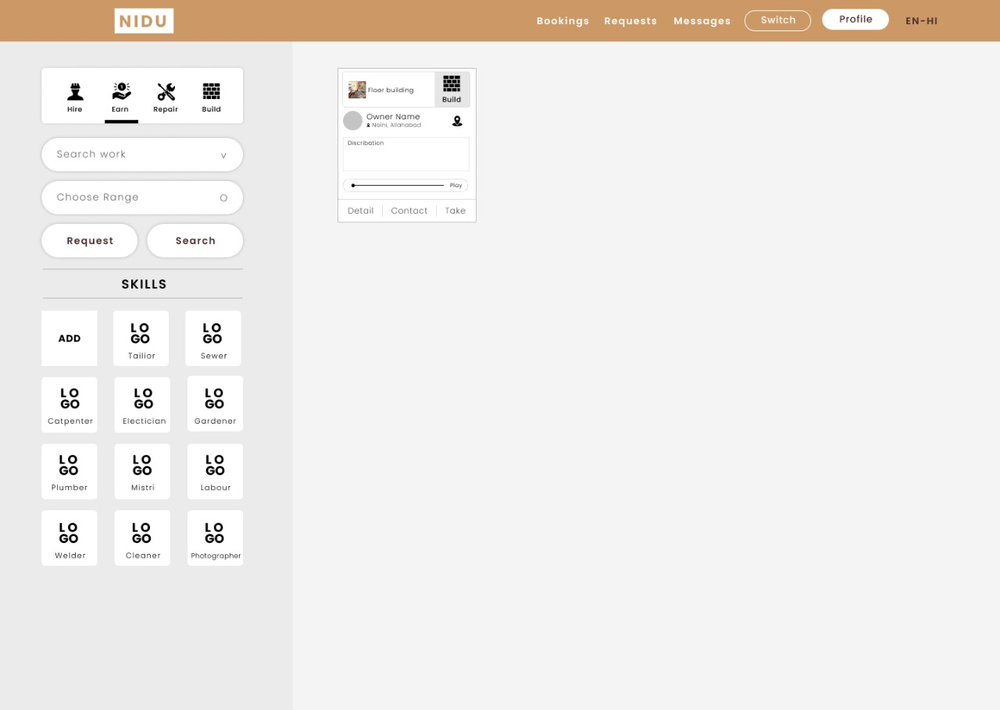 NIDU
Bookings Requests Messages Switch Profile EN-HI
Hire Earn Repair Build
Search work v
Choose Range O
Request Search
SKILLS
ADD
LO
GO
Tailior
LO
GO
Sewer
LO
GO
Catpenter
LO
GO
Electician
LO
GO
Gardener
LO
GO
Plumber
LO
GO
Mistri
LO
GO
Labour
LO
GO
Welder
LO
GO
Cleaner
LO
GO
Photographer
Floor building
Build
Owner Name
Naini, Allahabad
Discribation
Play
Detail Contact Take